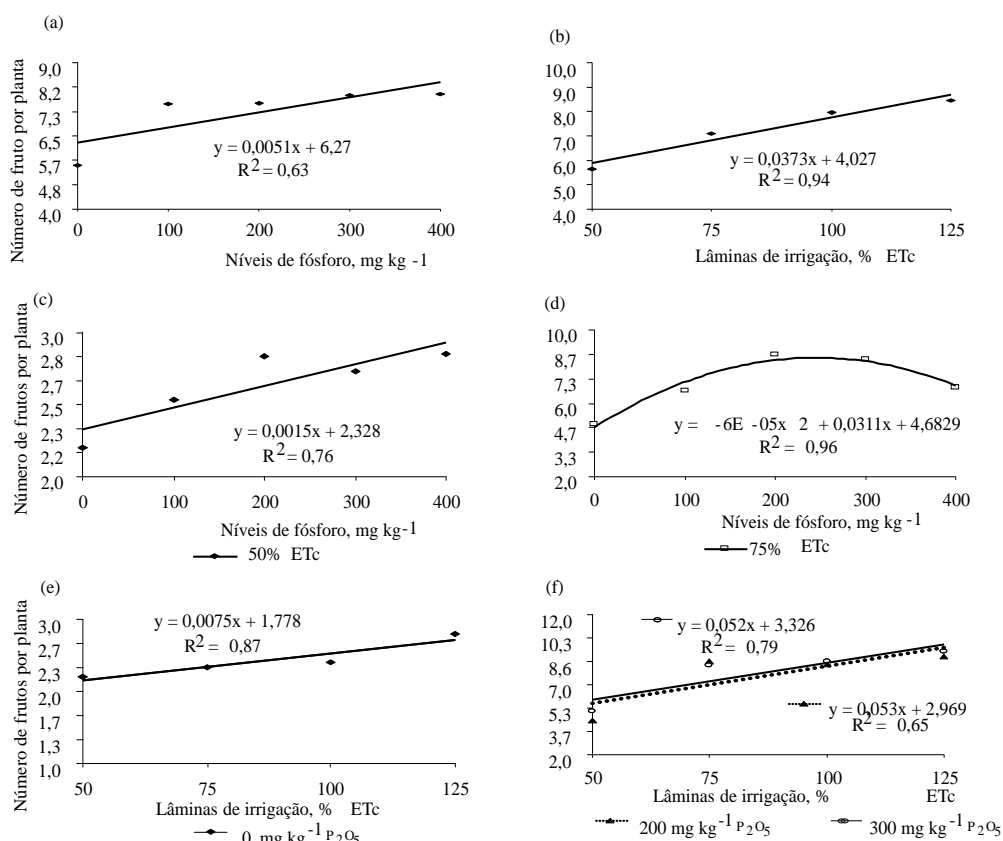 (a)
Número de fruto por planta
9,0
8,2
7,3
6,5
5,7
4,8
4,0
y = 0,0051x + 6,27
R2 = 0,63
0 100 200 300 400
Níveis de fósforo, mg kg -1
(b)
10,0
9,0
8,0
7,0
6,0
5,0
4,0
y = 0,0373x + 4,027
R2 = 0,94
50 75 100 125
Lâminas de irrigação, % ETc
(c)
Número de frutos por planta
3,0
2,8
2,7
2,5
2,3
2,2
2,0
y = 0,0015x + 2,328
R2 = 0,76
0 100 200 300 400
Níveis de fósforo, mg kg-1
50% ETc
(d)
10,0
8,7
7,3
6,0
4,7
3,3
2,0
y = -6E -05x 2 + 0,0311x + 4,6829
R2 = 0,96
0 100 200 300 400
Níveis de fósforo, mg kg -1
75% ETc
(e)
Número de frutos por planta
3,0
2,7
2,3
2,0
1,7
1,3
1,0
y = 0,0075x + 1,778
R2 = 0,87
50 75 100 125
Lâminas de irrigação, % ETc
0 mg kg-1 P2O5
(f)
12,0
10,3
8,6
7,0
5,3
3,7
2,0
y = 0,052x + 3,326
R2 = 0,79
y = 0,053x + 2,969
R2 = 0,65
50 75 100 125
Lâminas de irrigação, % ETc
200 mg kg-1 P2O5 300 mg kg-1 P2O5